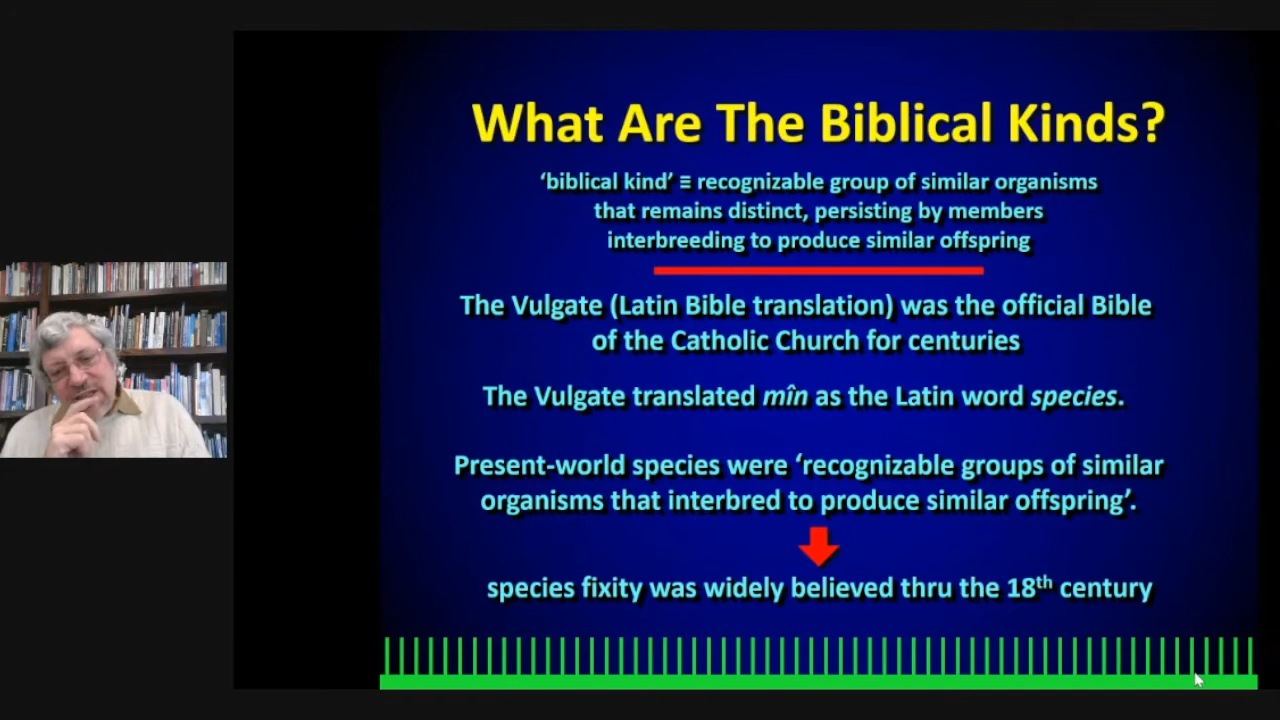 What Are The Biblical Kinds?
‘biblical kind’ ≡ recognizable group of similar organisms
that remains distinct, persisting by members
interbreeding to produce similar offspring
The Vulgate (Latin Bible translation) was the official Bible
of the Catholic Church for centuries
The Vulgate translated mîn as the Latin word species.
Present-world species were ‘recognizable groups of similar
organisms that interbred to produce similar offspring’.
species fixity was widely believed thru the 18th century